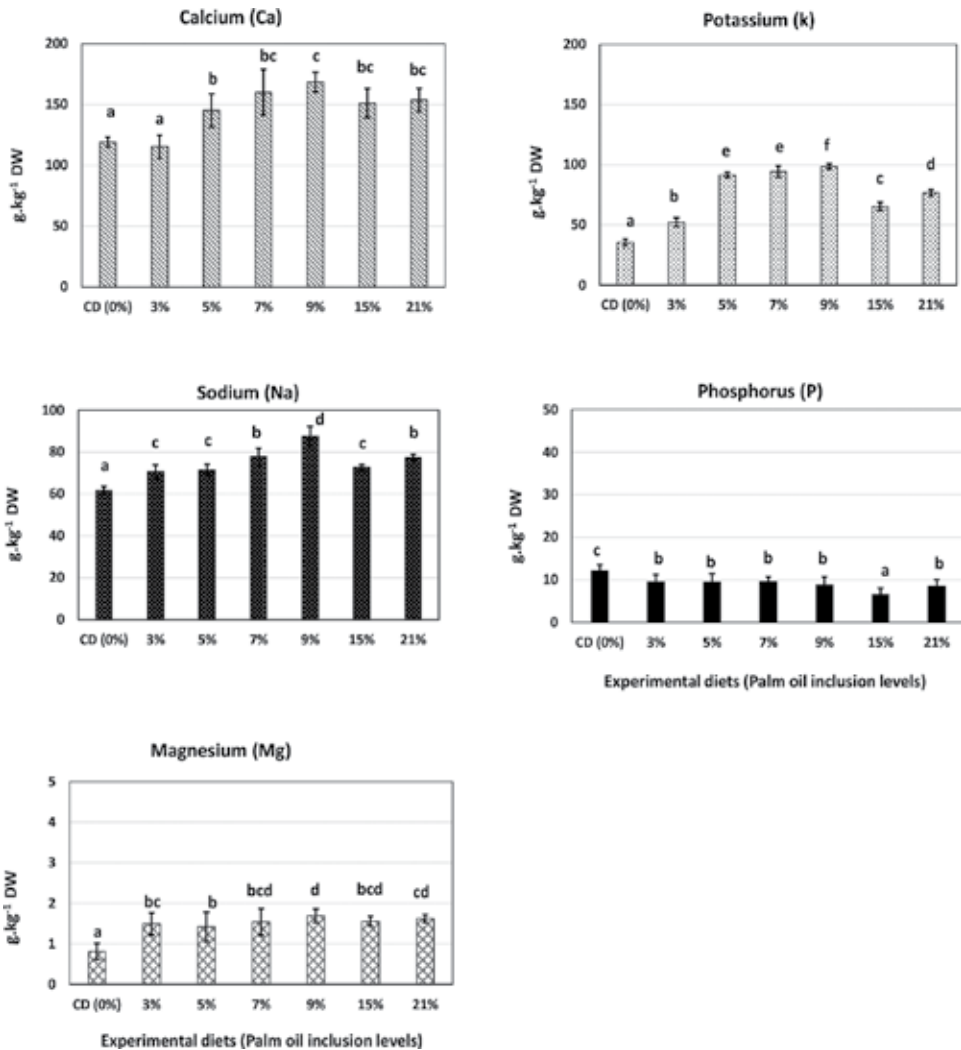 Calcium (Ca)
200
150
100
50
0
g.kg⁻¹ DW
a
a
b
bc
c
bc
bc
CD (0%) 3% 5% 7% 9% 15% 21%
Potassium (k)
200
150
100
50
0
g.kg⁻¹ DW
a
b
e
e
f
c
d
CD (0%) 3% 5% 7% 9% 15% 21%
Sodium (Na)
100
80
60
40
20
0
g.kg⁻¹ DW
a
c
c
b
d
c
b
CD (0%) 3% 5% 7% 9% 15% 21%
Phosphorus (P)
50
40
30
20
10
0
g.kg⁻¹ DW
c
b
b
b
b
a
b
CD (0%) 3% 5% 7% 9% 15% 21%
Experimental diets (Palm oil inclusion levels)
Magnesium (Mg)
5
4
3
2
1
0
g.kg⁻¹ DW
a
bc
b
bcd
d
bcd
cd
CD (0%) 3% 5% 7% 9% 15% 21%
Experimental diets (Palm oil inclusion levels)